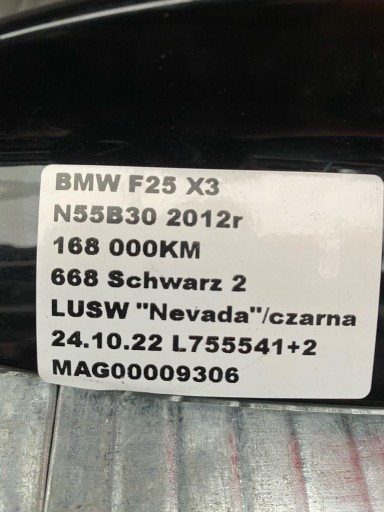 BMW F25 X3
N55B30 2012r
168 000KM
668 Schwarz 2
LUSW "Nevada"/czarna
24.10.22 L755541+2
MAG00009306